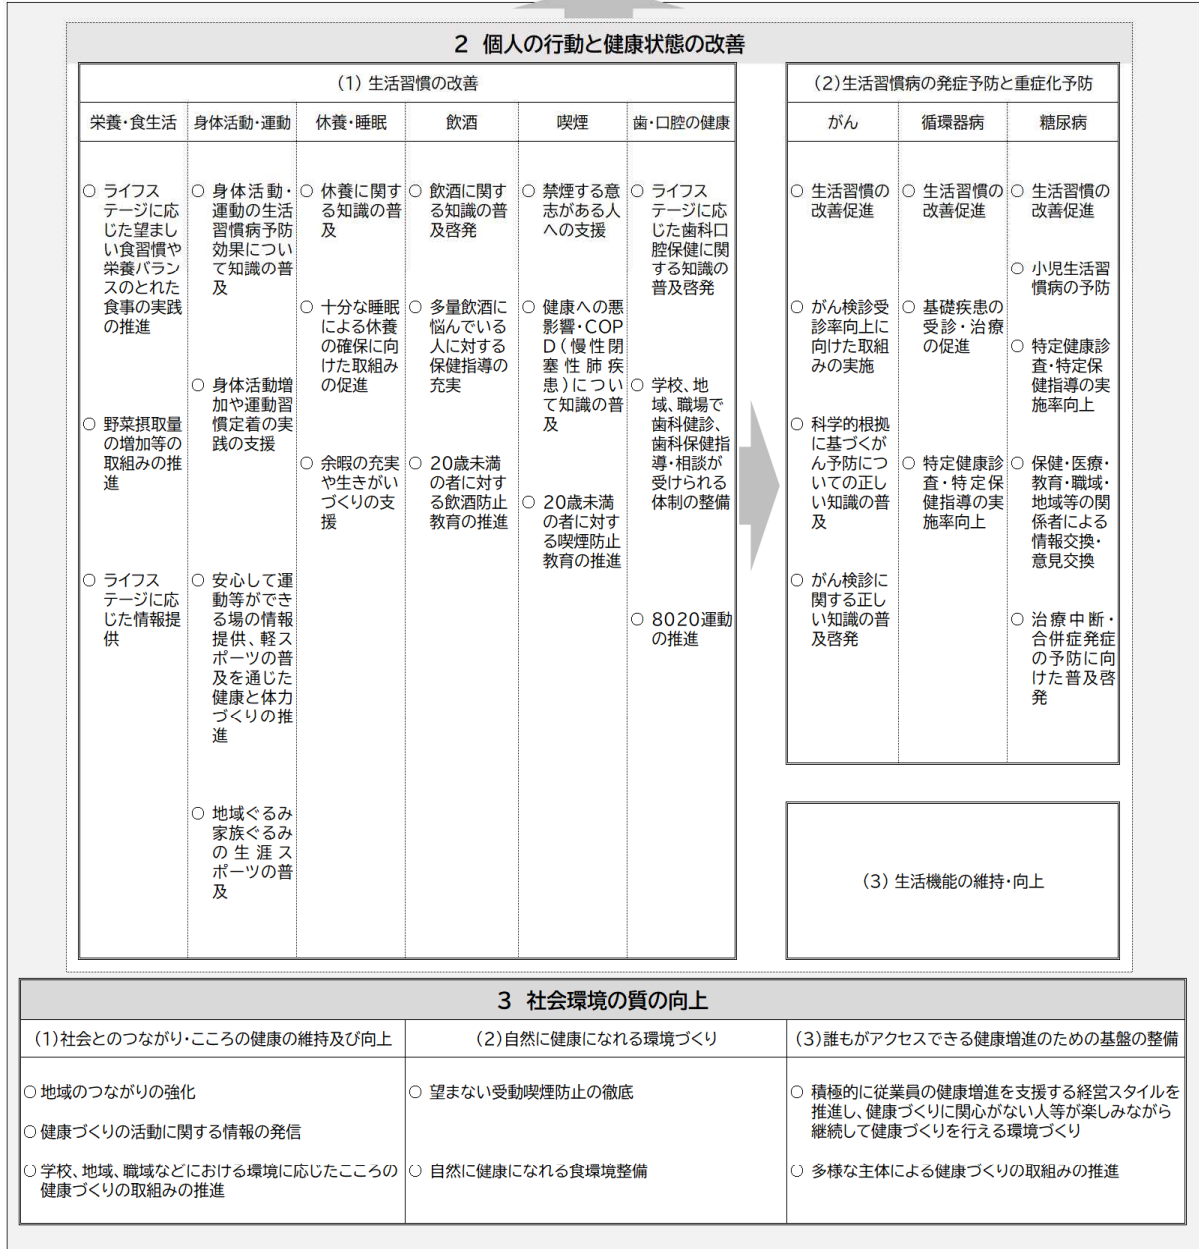 2 個人の行動と健康状態の改善
(1) 生活習慣の改善
栄養・食生活
身体活動・運動
休養・睡眠
飲酒
喫煙
歯・口腔の健康
○ ライフス
テージに応
じた望まし
い食習慣や
栄養バラン
スのとれた
食事の実践
の推進
○ 野菜摂取量
の増加等の
取組みの推
進
○ ライフス
テージに応
じた情報提
供
○ 身体活動・
運動の生活
習慣病予防
効果につい
て知識の普
及
○ 身体活動増
加や運動習
慣定着の実
践の支援
○ 安心して運
動等ができ
る場の情報
提供、軽ス
ポーツの普
及を通じた
健康と体力
づくりの推
進
○ 地域ぐるみ
家族ぐるみ
の生涯ス
ポーツの普
及
○ 休養に関す
る知識の普
及
○ 十分な睡眠
による休養
の確保に向
けた取組み
の促進
○ 余暇の充実
や生きがい
づくりの支
援
○ 飲酒に関す
る知識の普
及啓発
○ 多量飲酒に
悩んでいる
人に対する
保健指導の
充実
○ 20歳未満
の者に対す
る飲酒防止
教育の推進
○ 禁煙する意
志がある人
への支援
○ 健康への悪
影響・COP
D(慢性閉
塞性肺疾
患)につい
て知識の普
及
○ 20歳未満
の者に対す
る喫煙防止
教育の推進
○ ライフス
テージに応
じた歯科口
腔保健に関
する知識の
普及啓発
○ 学校、地
域、職場で
歯科健診、
歯科保健指
導・相談が
受けられる
体制の整備
○ 8020運動
の推進
(2)生活習慣病の発症予防と重症化予防
がん
循環器病
糖尿病
○ 生活習慣の
改善促進
○ がん検診受
診率向上に
向けた取組
みの実施
○ 科学的根拠
に基づくが
ん予防につ
いての正し
い知識の普
及
○ がん検診に
関する正し
い知識の普
及啓発
○ 生活習慣の
改善促進
○ 基礎疾患の
受診・治療
の促進
○ 特定健康診
査・特定保
健指導の実
施率向上
○ 生活習慣の
改善促進
○ 小児生活習
慣病の予防
○ 特定健康診
査・特定保
健指導の実
施率向上
○ 保健・医療・
教育・職域・
地域等の関
係者による
情報交換・
意見交換
○ 治療中断・
合併症発症
の予防に向
けた普及啓
発
(3) 生活機能の維持・向上
3 社会環境の質の向上
(1)社会とのつながり・こころの健康の維持及び向上
○ 地域のつながりの強化
○ 健康づくりの活動に関する情報の発信
○ 学校、地域、職域などにおける環境に応じたこころの
健康づくりの取組みの推進
(2)自然に健康になれる環境づくり
○ 望まない受動喫煙防止の徹底
○ 自然に健康になれる食環境整備
(3)誰もがアクセスできる健康増進のための基盤の整備
○ 積極的に従業員の健康増進を支援する経営スタイルを
推進し、健康づくりに関心がない人等が楽しみながら
継続して健康づくりを行える環境づくり
○ 多様な主体による健康づくりの取組みの推進